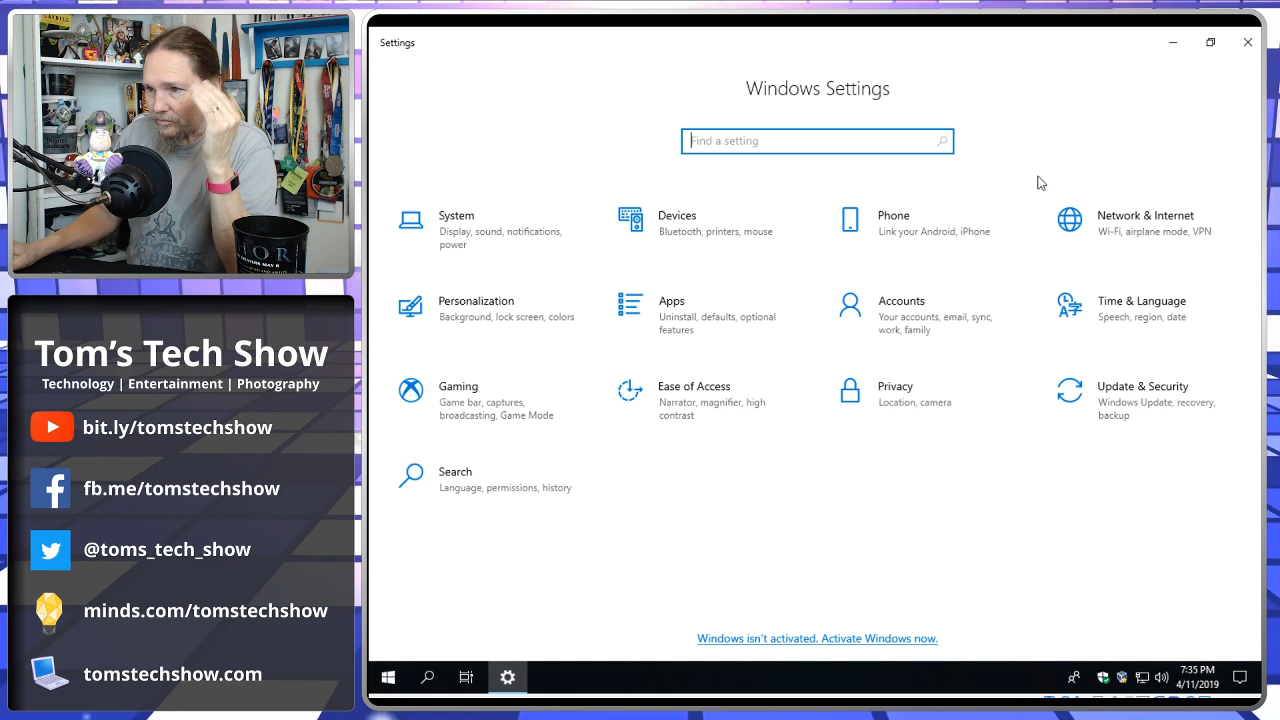 PLAYBILL
THOR
THEATERS MAY 6
Tom's Tech Show
Technology | Entertainment | Photography
bit.ly/tomstechshow
fb.me/tomstechshow
@toms_tech_show
minds.com/tomstechshow
tomstechshow.com
Settings
Windows Settings
Find a setting
System
Display, sound, notifications,
power
Devices
Bluetooth, printers, mouse
Phone
Link your Android, iPhone
Network & Internet
Wi-Fi, airplane mode, VPN
Personalization
Background, lock screen, colors
Apps
Uninstall, defaults, optional
features
Accounts
Your accounts, email, sync,
work, family
Time & Language
Speech, region, date
Gaming
Game bar, captures,
broadcasting, Game Mode
Ease of Access
Narrator, magnifier, high
contrast
Privacy
Location, camera
Update & Security
Windows Update, recovery,
backup
Search
Language, permissions, history
Windows isn't activated. Activate Windows now.
7:35 PM
4/11/2019